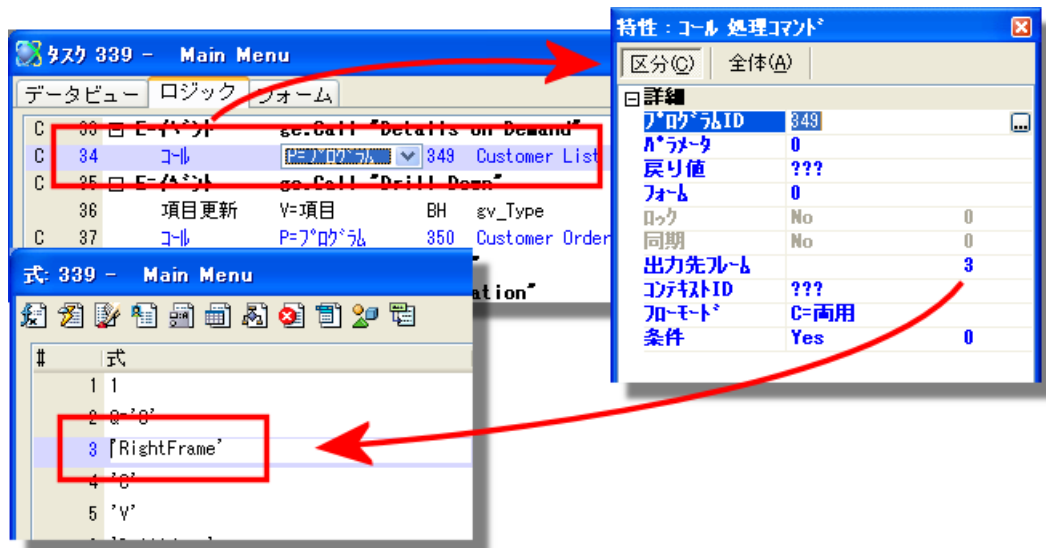 タスク 339 - Main Menu
データビュー ロジック フォーム
C 33 E=イベント ge.Call "Details on Demand"
C 34 コール P=プログラム 349 Customer List
C 35 E=イベント ge.Call "Drill Down"
36 項目更新 V=項目 BH gv_Type
C 37 コール P=プログラム 350 Customer Order
特性:コール 処理コマンド
区分(C) 全体(A)
詳細
プログラムID 349 ...
パラメータ 0
戻り値 ???
フォーム 0
ロック No 0
同期 No 0
出力先フレーム 3
コンテキストID ???
フローモード C=両用
条件 Yes 0
式: 339 - Main Menu
# 式
1 1
3 'RightFrame'
4 'C'
5 'V'